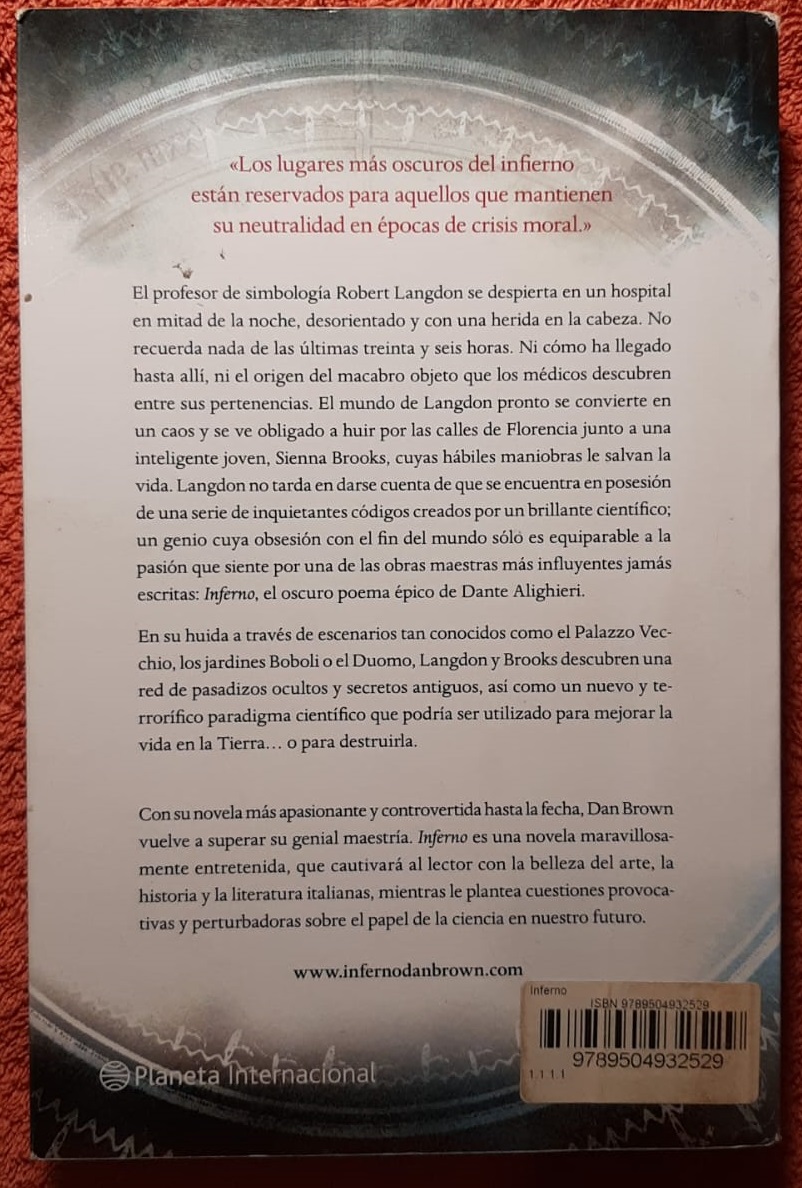 «Los lugares más oscuros del infierno
están reservados para aquellos que mantienen
su neutralidad en épocas de crisis moral.»
El profesor de simbología Robert Langdon se despierta en un hospital
en mitad de la noche, desorientado y con una herida en la cabeza. No
recuerda nada de las últimas treinta y seis horas. Ni cómo ha llegado
hasta allí, ni el origen del macabro objeto que los médicos descubren
entre sus pertenencias. El mundo de Langdon pronto se convierte en
un caos y se ve obligado a huir por las calles de Florencia junto a una
inteligente joven, Sienna Brooks, cuyas hábiles maniobras le salvan la
vida. Langdon no tarda en darse cuenta de que se encuentra en posesión
de una serie de inquietantes códigos creados por un brillante científico;
un genio cuya obsesión con el fin del mundo sólo es equiparable a la
pasión que siente por una de las obras maestras más influyentes jamás
escritas: Inferno, el oscuro poema épico de Dante Alighieri.
En su huida a través de escenarios tan conocidos como el Palazzo Vec-
chio, los jardines Boboli o el Duomo, Langdon y Brooks descubren una
red de pasadizos ocultos y secretos antiguos, así como un nuevo y te-
rrorífico paradigma científico que podría ser utilizado para mejorar la
vida en la Tierra... o para destruirla.
Con su novela más apasionante y controvertida hasta la fecha, Dan Brown
vuelve a superar su genial maestría. Inferno es una novela maravillosa-
mente entretenida, que cautivará al lector con la belleza del arte, la
historia y la literatura italianas, mientras le plantea cuestiones provoca-
tivas y perturbadoras sobre el papel de la ciencia en nuestro futuro.
www.infernodanbrown.com
Inferno
ISBN 9789504932529
9789504932529
1 1 1 1
Planeta Internacional